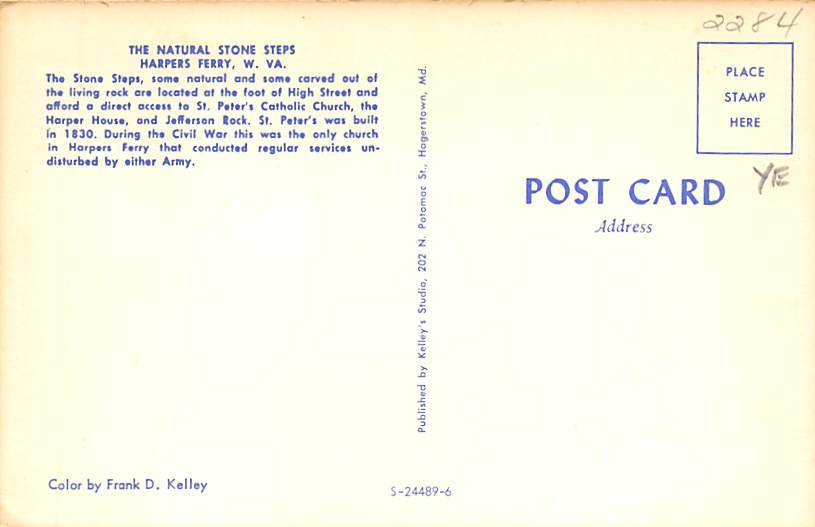 2284
THE NATURAL STONE STEPS
HARPERS FERRY, W. VA.
The Stone Steps, some natural and some carved out of
the living rock are located at the foot of High Street and
afford a direct access to St. Peter's Catholic Church, the
Harper House, and Jefferson Rock. St. Peter's was built
in 1830. During the Civil War this was the only church
in Harpers Ferry that conducted regular services un-
disturbed by either Army.
Published by Kelley's Studio, 202 N. Potomac St., Hagerstown, Md.
PLACE
STAMP
HERE
YE
POST CARD
Address
Color by Frank D. Kelley
S-24489-6